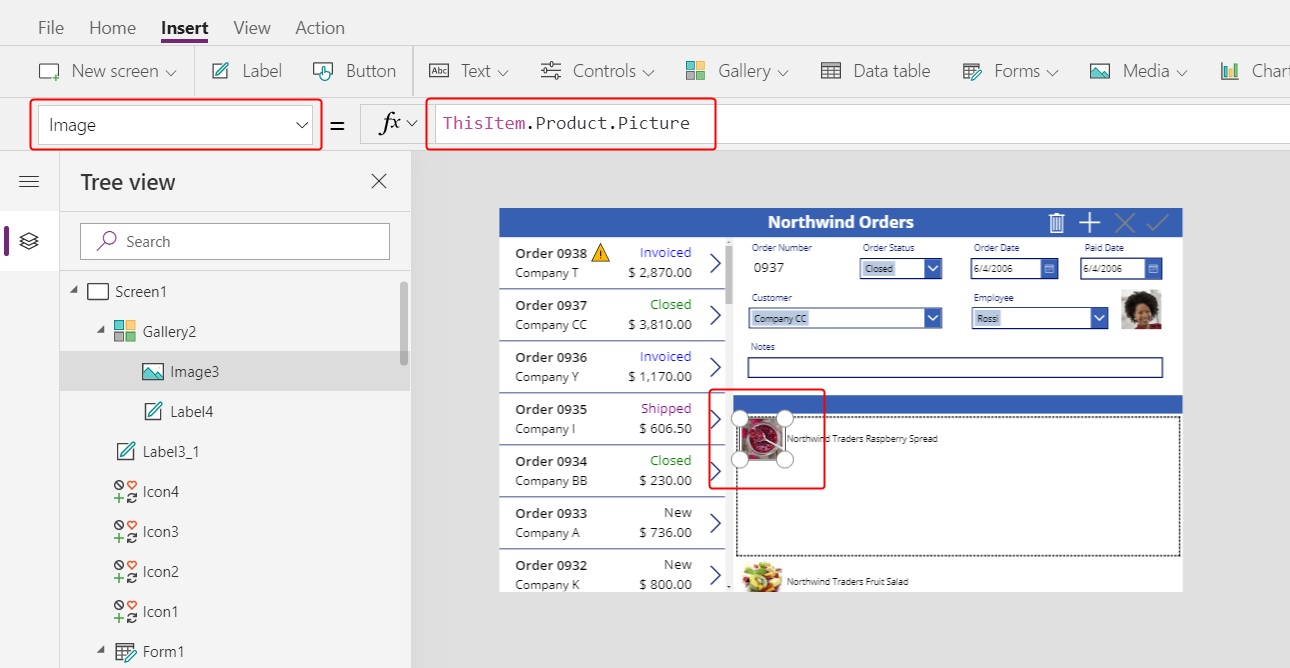 File Home Insert View Action
New screen Label Button Abc Text Controls Gallery Data table Forms Media Chart
Image = fx ThisItem.Product.Picture
Tree view
Search
Screen1
Gallery2
Image3
Label4
Label3_1
Icon4
Icon3
Icon2
Icon1
Form1
Northwind Orders
Order 0938 Invoiced
Company T $ 2,870.00
Order 0937 Closed
Company CC $ 3,810.00
Order 0936 Invoiced
Company Y $ 1,170.00
Order 0935 Shipped
Company I $ 606.50
Order 0934 Closed
Company BB $ 230.00
Order 0933 New
Company A $ 736.00
Order 0932 New
Company K $ 800.00
Order Number Order Status Order Date Paid Date
0937 Closed 6/4/2006 6/4/2006
Customer Employee
Company CC Rossi
Notes
Northwind Traders Raspberry Spread
Northwind Traders Fruit Salad